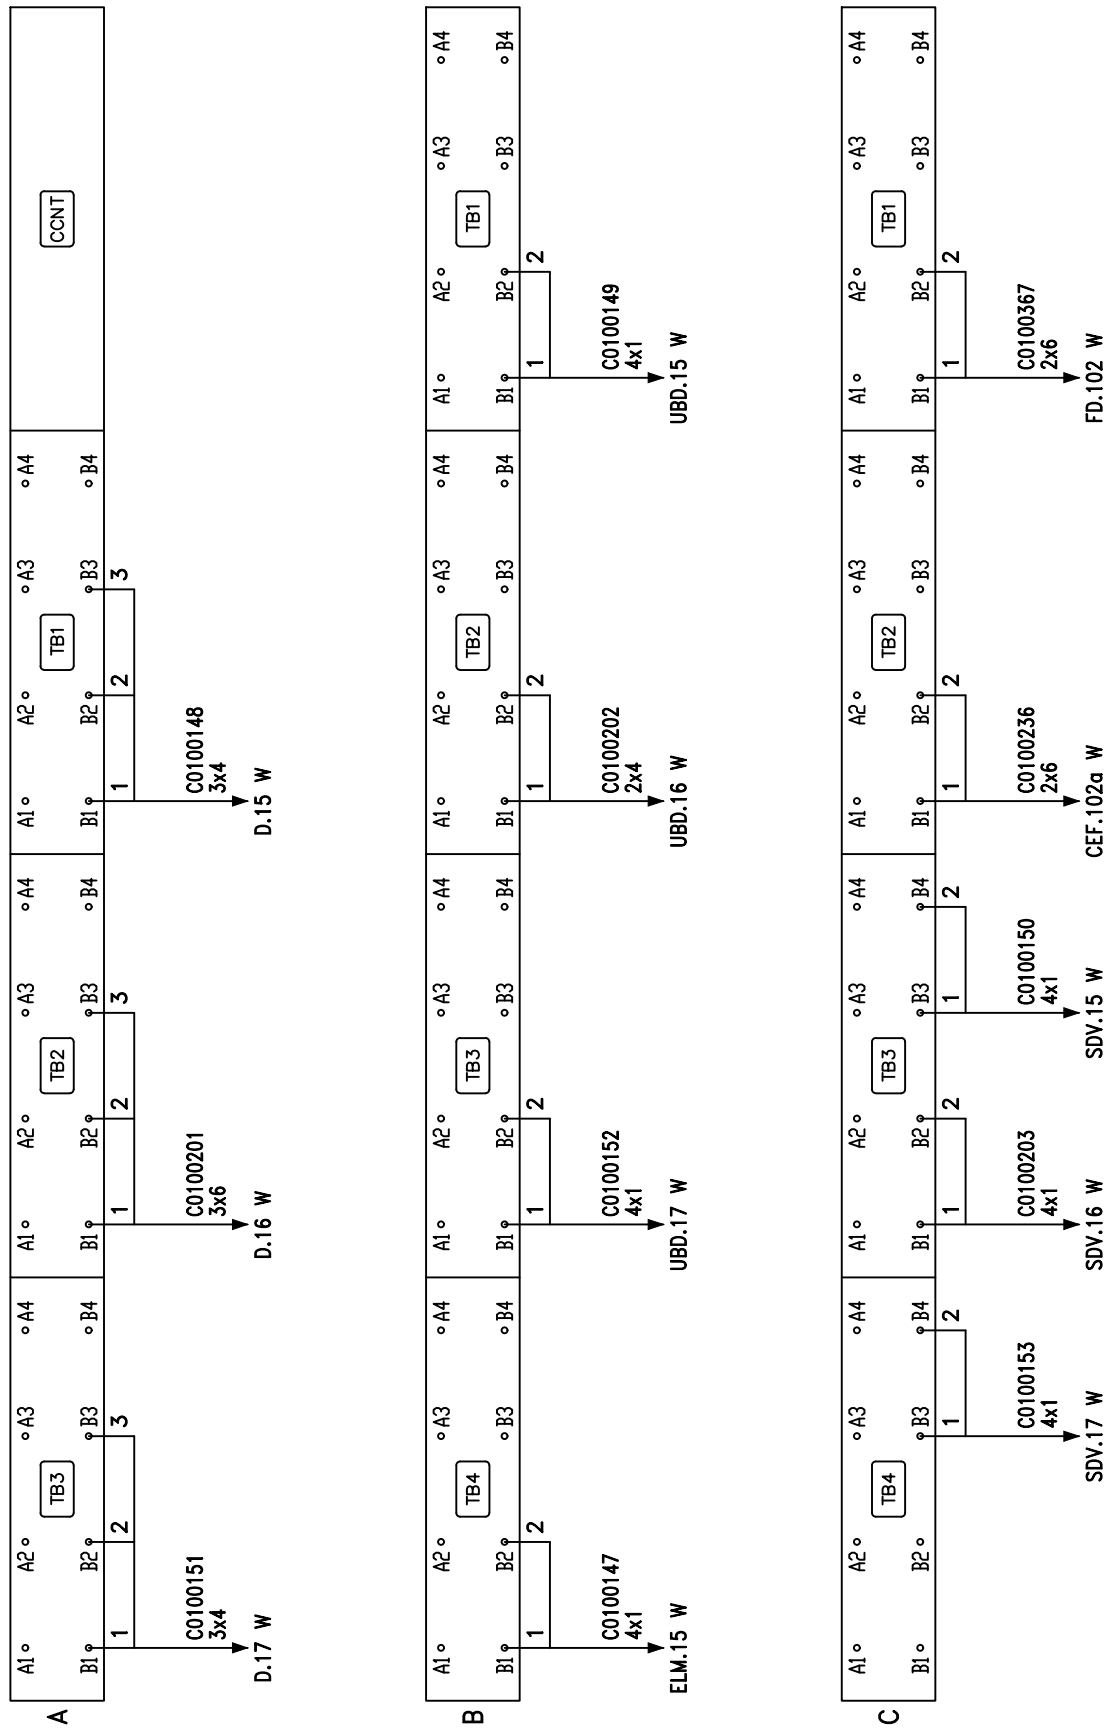 A1 A2 A3 A4 A1 A2 A3 A4 A1 A2 A3 A4
A TB3 TB2 TB1 CCNT
B1 B2 B3 B4 B1 B2 B3 B4 B1 B2 B3 B4
1 2 3 1 2 3 1 2 3
C0100151 C0100201 C0100148
3x4 3x6 3x4
D.17 W D.16 W D.15 W
A1 A2 A3 A4 A1 A2 A3 A4 A1 A2 A3 A4 A1 A2 A3 A4
B TB4 TB3 TB2 TB1
B1 B2 B3 B4 B1 B2 B3 B4 B1 B2 B3 B4 B1 B2 B3 B4
1 2 1 2 1 2 1 2
C0100147 C0100152 C0100202 C0100149
4x1 4x1 2x4 4x1
ELM.15 W UBD.17 W UBD.16 W UBD.15 W
A1 A2 A3 A4 A1 A2 A3 A4 A1 A2 A3 A4 A1 A2 A3 A4
C TB4 TB3 TB2 TB1
B1 B2 B3 B4 B1 B2 B3 B4 B1 B2 B3 B4 B1 B2 B3 B4
1 2 1 2 1 2 1 2 1 2
C0100153 C0100203 C0100150 C0100236 C0100367
4x1 4x1 4x1 2x6 2x6
SDV.17 W SDV.16 W SDV.15 W CEF.102a W FD.102 W